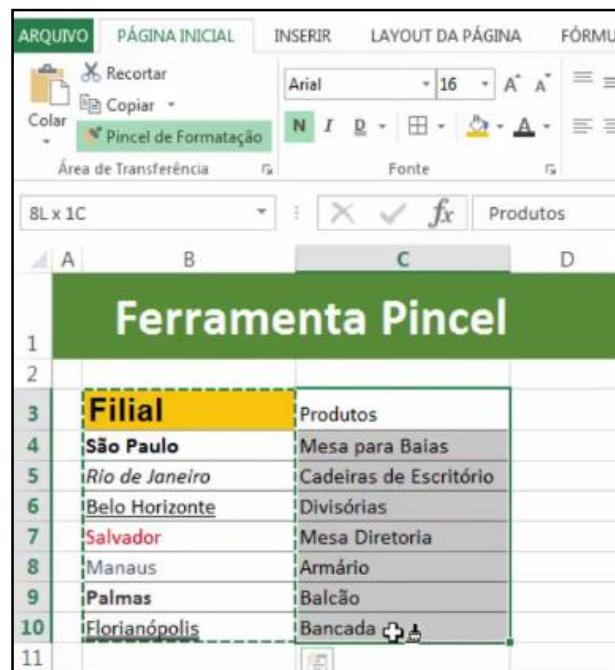 ARQUIVO PÁGINA INICIAL INSERIR LAYOUT DA PÁGINA FÓRMU
Recortar
Copiar
Colar
Pincel de Formatação
Área de Transferência
Arial 16 A A
N I D A
Fonte
8L x 1C fx Produtos
A B C D
1 Ferramenta Pincel
2
3 Filial Produtos
4 São Paulo Mesa para Baias
5 Rio de Janeiro Cadeiras de Escritório
6 Belo Horizonte Divisórias
7 Salvador Mesa Diretoria
8 Manaus Armário
9 Palmas Balcão
10 Florianópolis Bancada
11